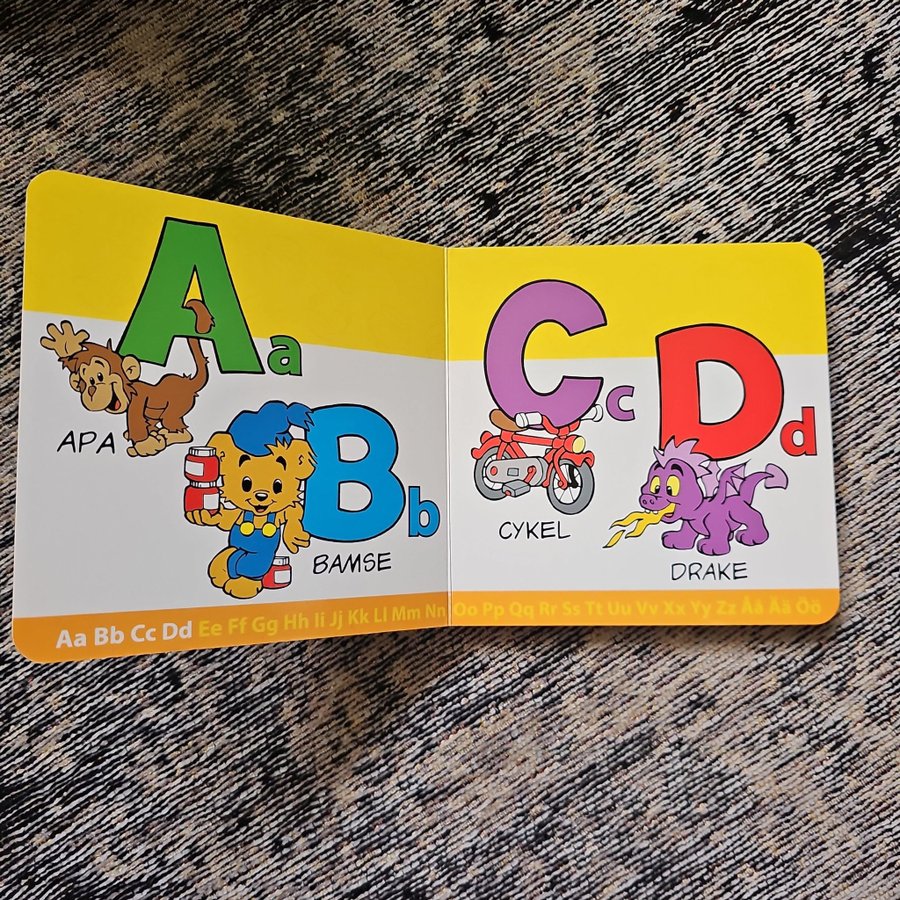 Aa
APA
Bb
BAMSE
Cc
CYKEL
Dd
DRAKE
Aa Bb Cc Dd Ee Ff Gg Hh Ii Jj Kk Ll Mm Nn Oo Pp Qq Rr Ss Tt Uu Vv Xx Yy Zz Åå Ää Öö